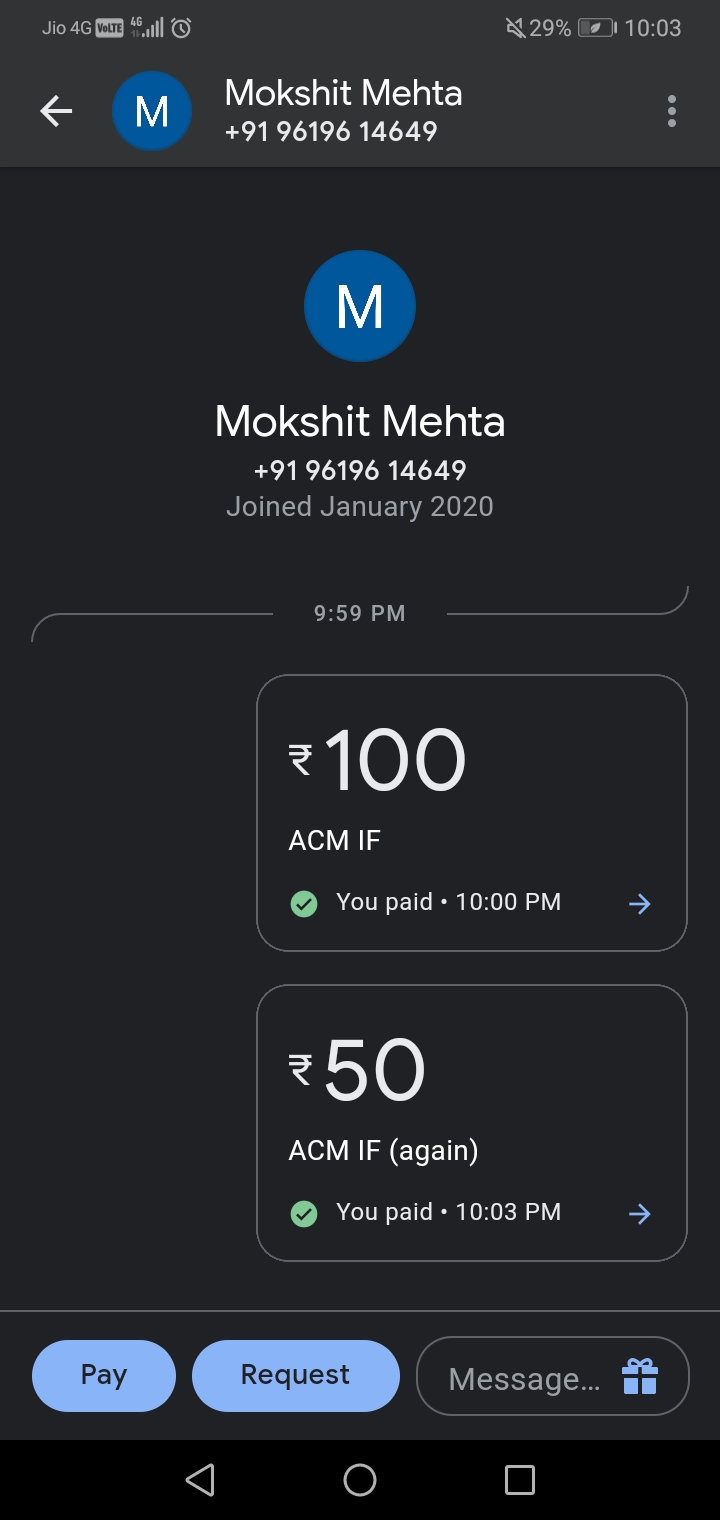 Jio 4G VoLTE 4G 29% 10:03
M
Mokshit Mehta
+91 96196 14649
M
Mokshit Mehta
+91 96196 14649
Joined January 2020
9:59 PM
₹100
ACM IF
You paid • 10:00 PM
₹50
ACM IF (again)
You paid • 10:03 PM
Pay Request Message...